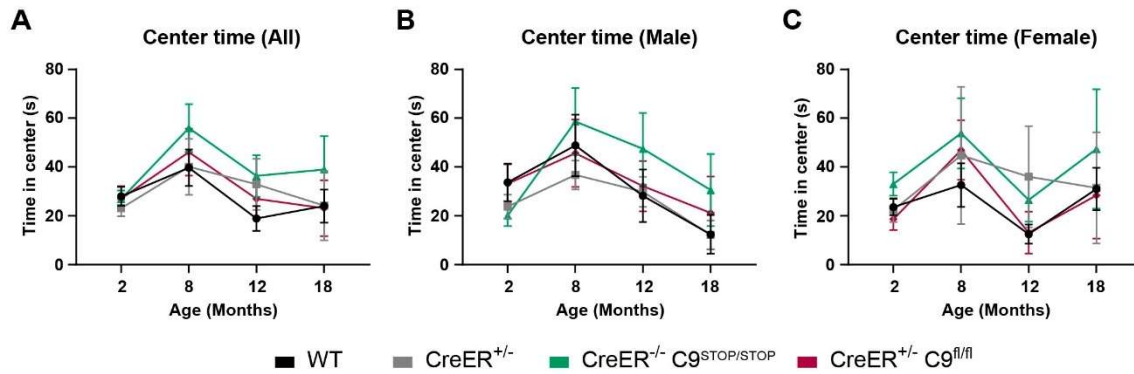 A
Center time (All)
Time in center (s)
80
60
40
20
0
2 8 12 18
Age (Months)
B
Center time (Male)
Time in center (s)
80
60
40
20
0
2 8 12 18
Age (Months)
C
Center time (Female)
Time in center (s)
80
60
40
20
0
2 8 12 18
Age (Months)
WT CreER+/- CreER-/- C9STOP/STOP CreER+/- C9fl/fl